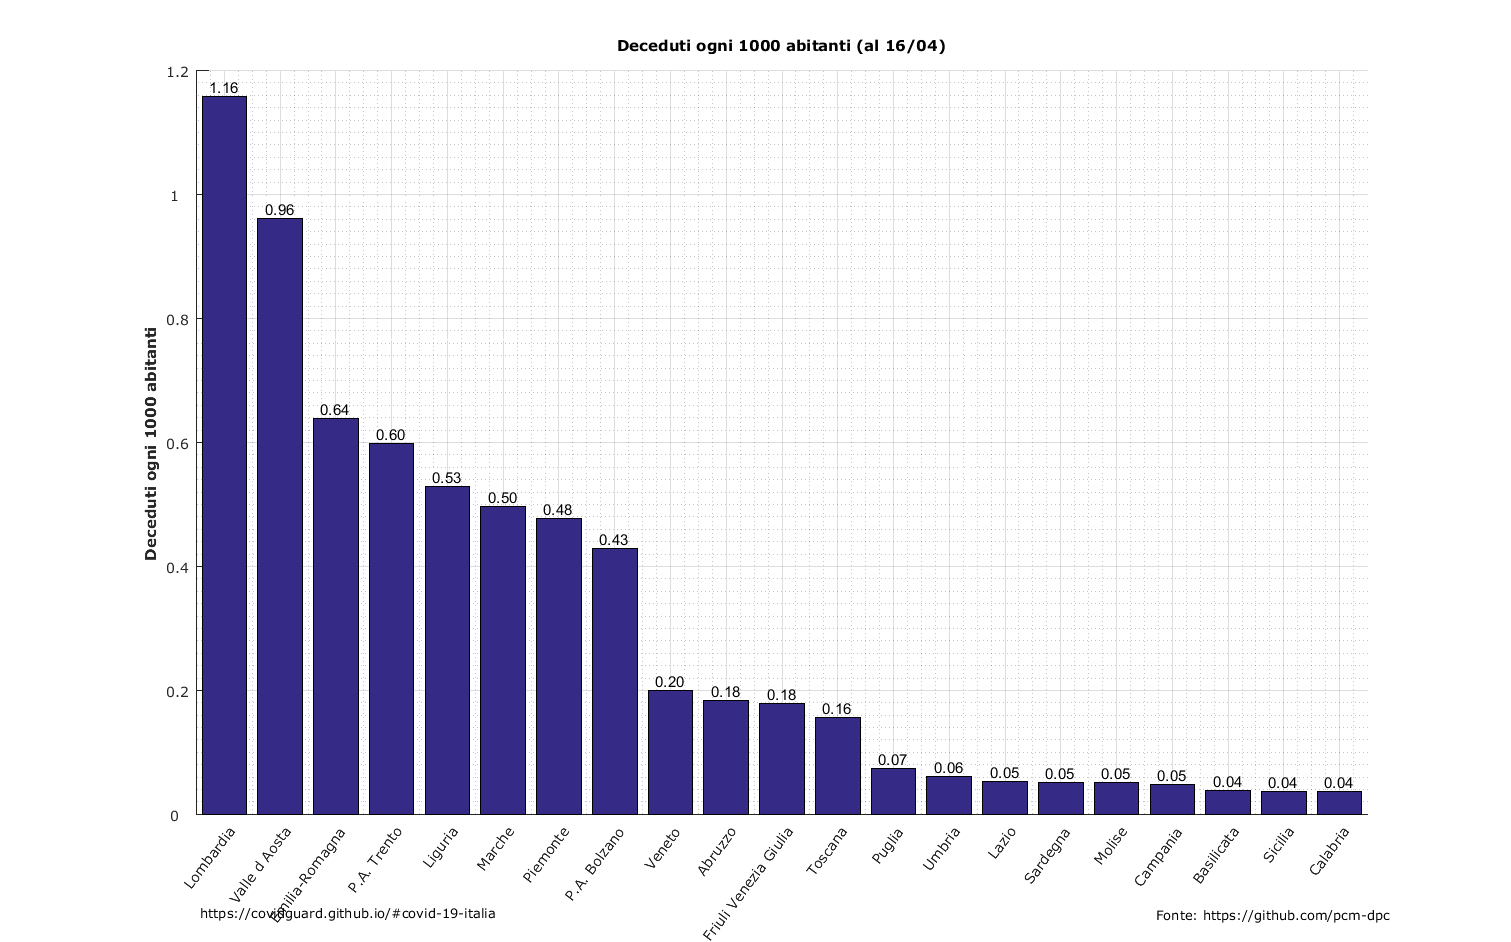 Deceduti ogni 1000 abitanti (al 16/04)
Deceduti ogni 1000 abitanti
1.2
1
0.8
0.6
0.4
0.2
0
1.16
0.96
0.64
0.60
0.53
0.50
0.48
0.43
0.20
0.18
0.18
0.16
0.07
0.06
0.05
0.05
0.05
0.05
0.04
0.04
0.04
Lombardia
Valle d Aosta
Emilia-Romagna
P.A. Trento
Liguria
Marche
Piemonte
P.A. Bolzano
Veneto
Abruzzo
Friuli Venezia Giulia
Toscana
Puglia
Umbria
Lazio
Sardegna
Molise
Campania
Basilicata
Sicilia
Calabria
https://covidguard.github.io/#covid-19-italia
Fonte: https://github.com/pcm-dpc